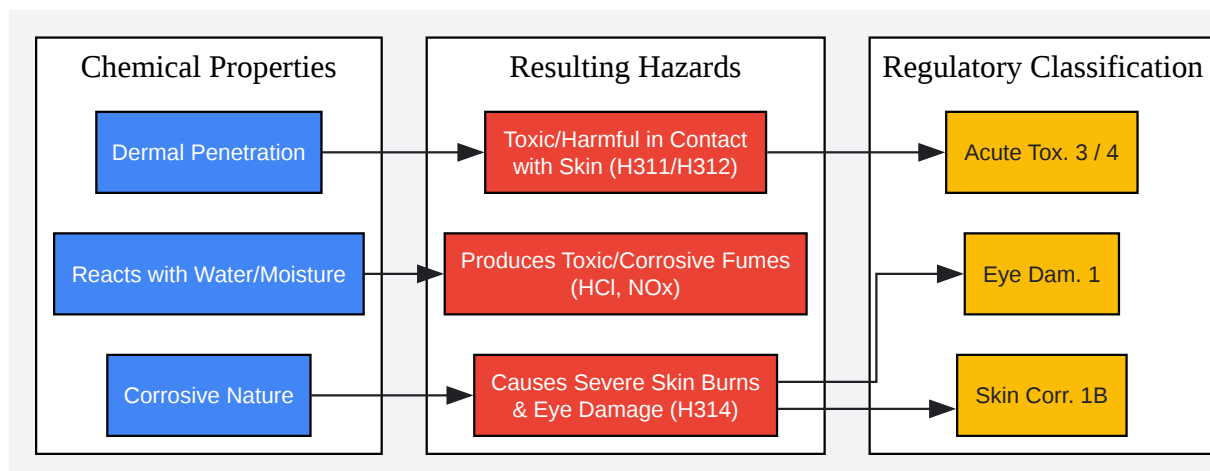 Chemical Properties
Dermal Penetration
Reacts with Water/Moisture
Corrosive Nature
Resulting Hazards
Toxic/Harmful in Contact
with Skin (H311/H312)
Produces Toxic/Corrosive Fumes
(HCl, NOx)
Causes Severe Skin Burns
& Eye Damage (H314)
Regulatory Classification
Acute Tox. 3 / 4
Eye Dam. 1
Skin Corr. 1B